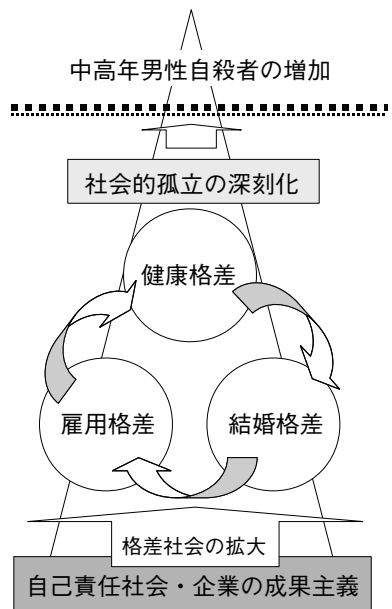 中高年男性自殺者の増加
社会的孤立の深刻化
健康格差
雇用格差
結婚格差
格差社会の拡大
自己責任社会・企業の成果主義